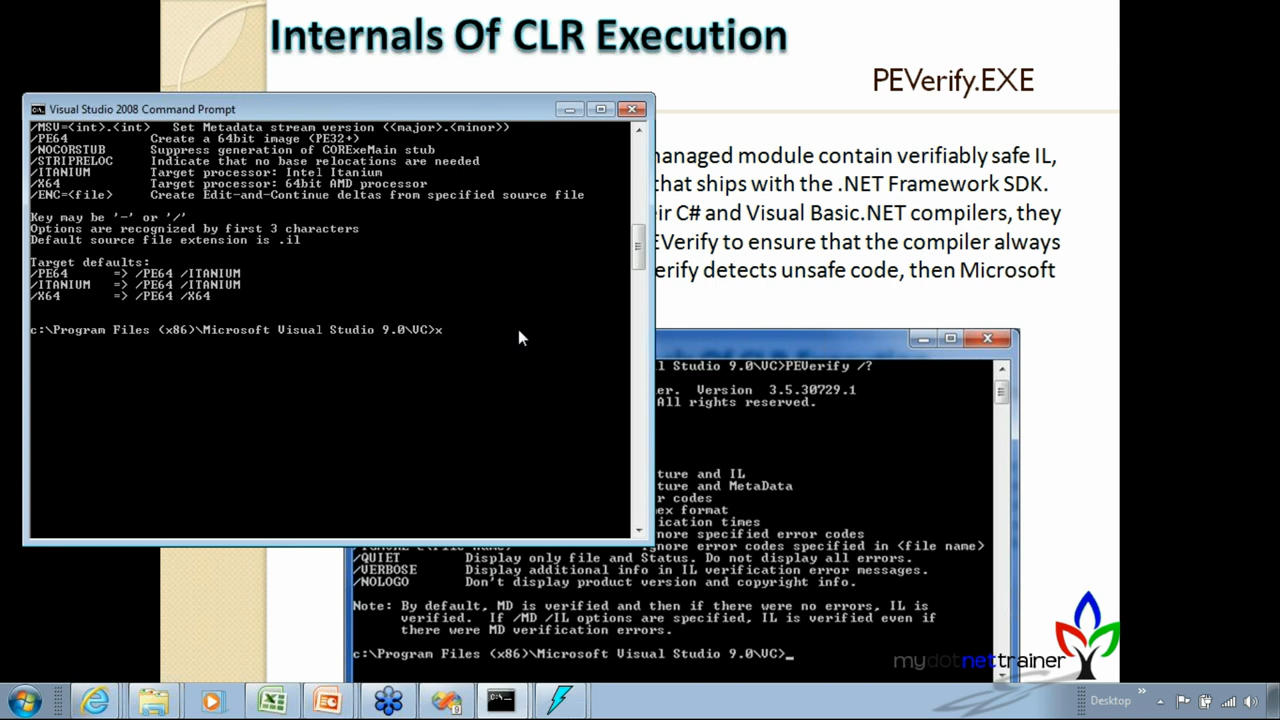 Internals Of CLR Execution
PEVerify.EXE
Visual Studio 2008 Command Prompt
/MSV=<int>.<int>   Set Metadata stream version (<major>.<minor>)
/PE64           Create a 64bit image (PE32+)
/NOCORSTUB      Suppress generation of CORExeMain stub
/STRIPRELOC     Indicate that no base relocations are needed
/ITANIUM        Target processor: Intel Itanium
/X64            Target processor: 64bit AMD processor
/ENC=<file>     Create Edit-and-Continue deltas from specified source file
Key may be '-' or '/'
Options are recognized by first 3 characters
Default source file extension is .il
Target defaults:
/PE64      => /PE64 /ITANIUM
/ITANIUM   => /PE64 /ITANIUM
/X64       => /PE64 /X64
c:\Program Files (x86)\Microsoft Visual Studio 9.0\VC>x
managed module contain verifiably safe IL,
that ships with the .NET Framework SDK.
eir C# and Visual Basic.NET compilers, they
EVerify to ensure that the compiler always
erify detects unsafe code, then Microsoft
l Studio 9.0\VC>PEVerify /?
er.  Version  3.5.30729.1
All rights reserved.
ture and IL
ture and MetaData
r codes
ex format
ication times
nore specified error codes
ignore error codes specified in <file name>
/QUIET          Display only file and Status. Do not display all errors.
/VERBOSE        Display additional info in IL verification error messages.
/NOLOGO         Don't display product version and copyright info.
Note: By default, MD is verified and then if there were no errors, IL is
verified.  If /MD /IL options are specified, IL is verified even if
there were MD verification errors.
c:\Program Files (x86)\Microsoft Visual Studio 9.0\VC>_
mydotnettrainer
Desktop